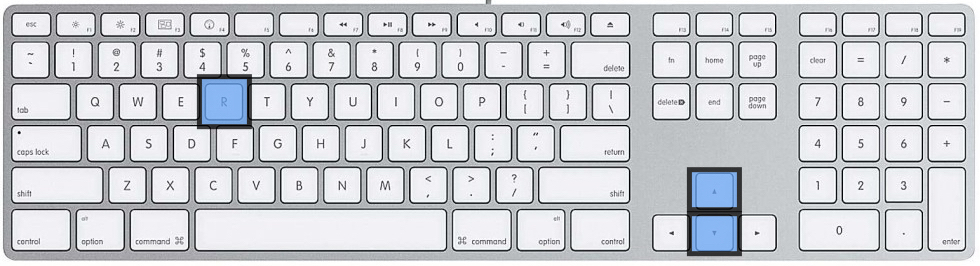 esc F1 F2 F3 F4 F5 F6 F7 F8 F9 F10 F11 F12 F13 F14 F15 F16 F17 F18 F19
~ ! @ # $ % ^ & * ( ) _ +
` 1 2 3 4 5 6 7 8 9 0 - = delete fn home page up clear = / *
tab Q W E R T Y U I O P { [ } ] | \ delete end page down 7 8 9 -
caps lock A S D F G H J K L : ; " ' return 4 5 6 +
shift Z X C V B N M < , > . ? / shift 1 2 3
control alt option command ⌘ ⌘ command alt option control 0 . enter